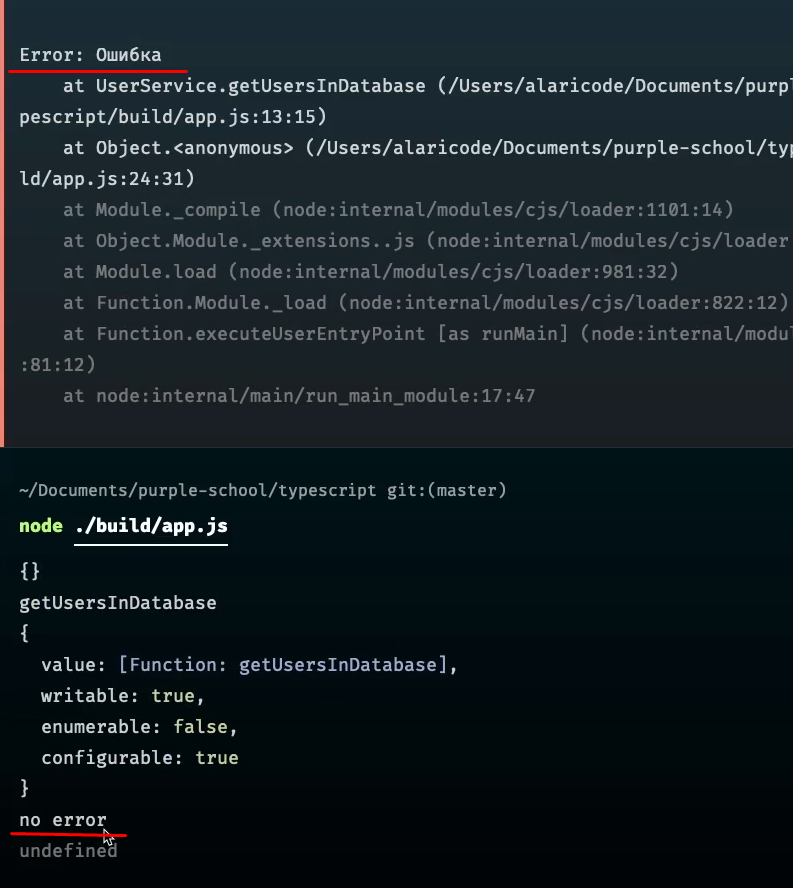 Error: Ошибка
at UserService.getUsersInDatabase (/Users/alaricode/Documents/purpl
pescript/build/app.js:13:15)
at Object.<anonymous> (/Users/alaricode/Documents/purple-school/typ
ld/app.js:24:31)
at Module._compile (node:internal/modules/cjs/loader:1101:14)
at Object.Module._extensions..js (node:internal/modules/cjs/loader
at Module.load (node:internal/modules/cjs/loader:981:32)
at Function.Module._load (node:internal/modules/cjs/loader:822:12)
at Function.executeUserEntryPoint [as runMain] (node:internal/modul
:81:12)
at node:internal/main/run_main_module:17:47
~/Documents/purple-school/typescript git:(master)
node ./build/app.js
{}
getUsersInDatabase
{
value: [Function: getUsersInDatabase],
writable: true,
enumerable: false,
configurable: true
}
no error
undefined